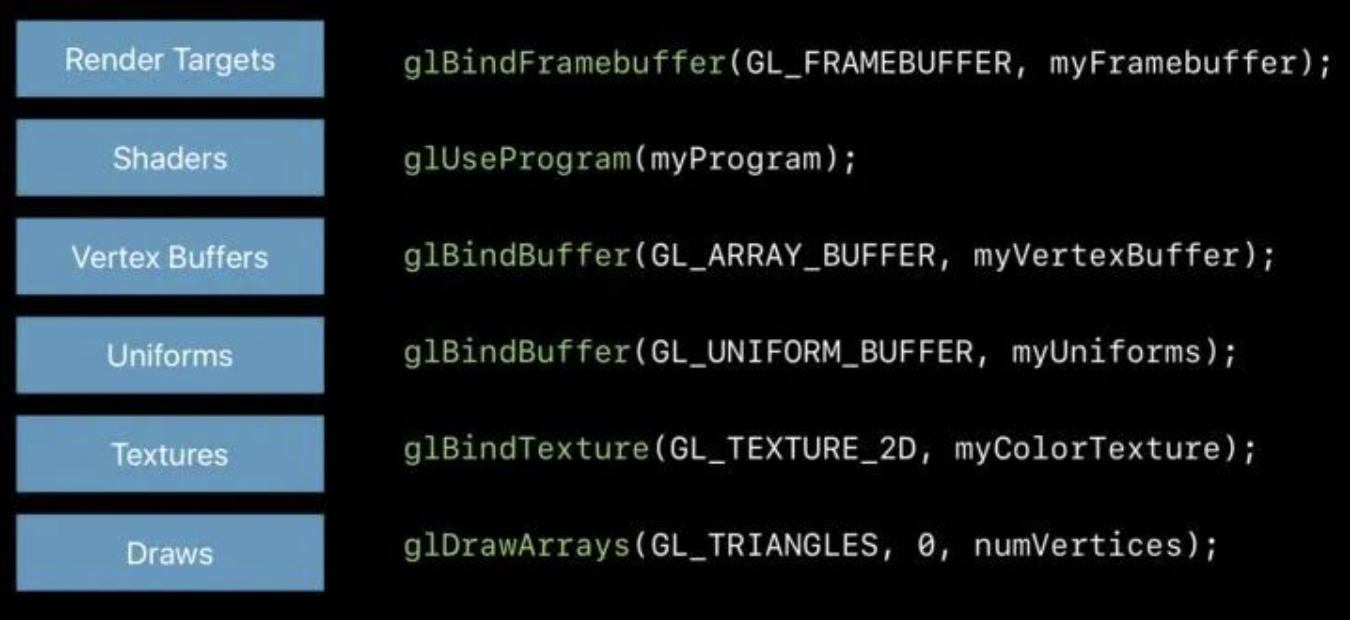 Render Targets glBindFramebuffer(GL_FRAMEBUFFER, myFramebuffer);
Shaders glUseProgram(myProgram);
Vertex Buffers glBindBuffer(GL_ARRAY_BUFFER, myVertexBuffer);
Uniforms glBindBuffer(GL_UNIFORM_BUFFER, myUniforms);
Textures glBindTexture(GL_TEXTURE_2D, myColorTexture);
Draws glDrawArrays(GL_TRIANGLES, 0, numVertices);